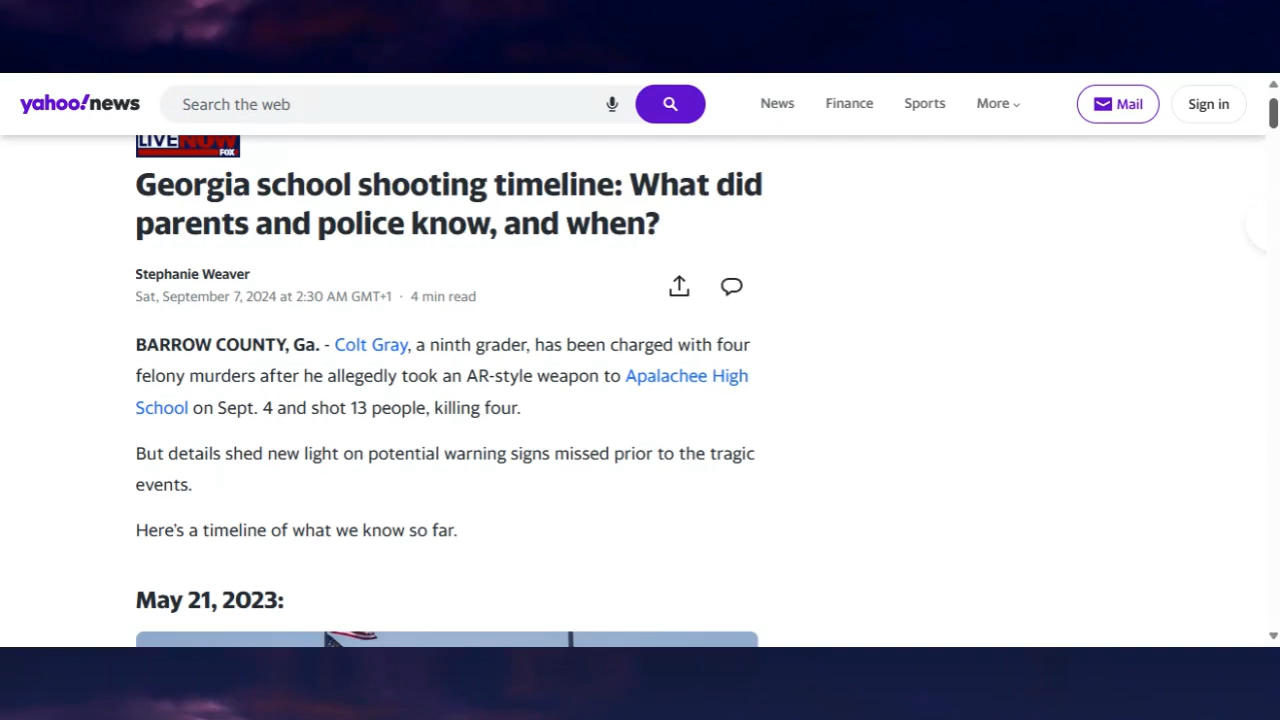 yahoo!news
Search the web
News
Finance
Sports
More
Mail
Sign in
LIVENOW
FOX
Georgia school shooting timeline: What did
parents and police know, and when?
Stephanie Weaver
Sat, September 7, 2024 at 2:30 AM GMT+1 · 4 min read
BARROW COUNTY, Ga. - Colt Gray, a ninth grader, has been charged with four
felony murders after he allegedly took an AR-style weapon to Apalachee High
School on Sept. 4 and shot 13 people, killing four.
But details shed new light on potential warning signs missed prior to the tragic
events.
Here's a timeline of what we know so far.
May 21, 2023: